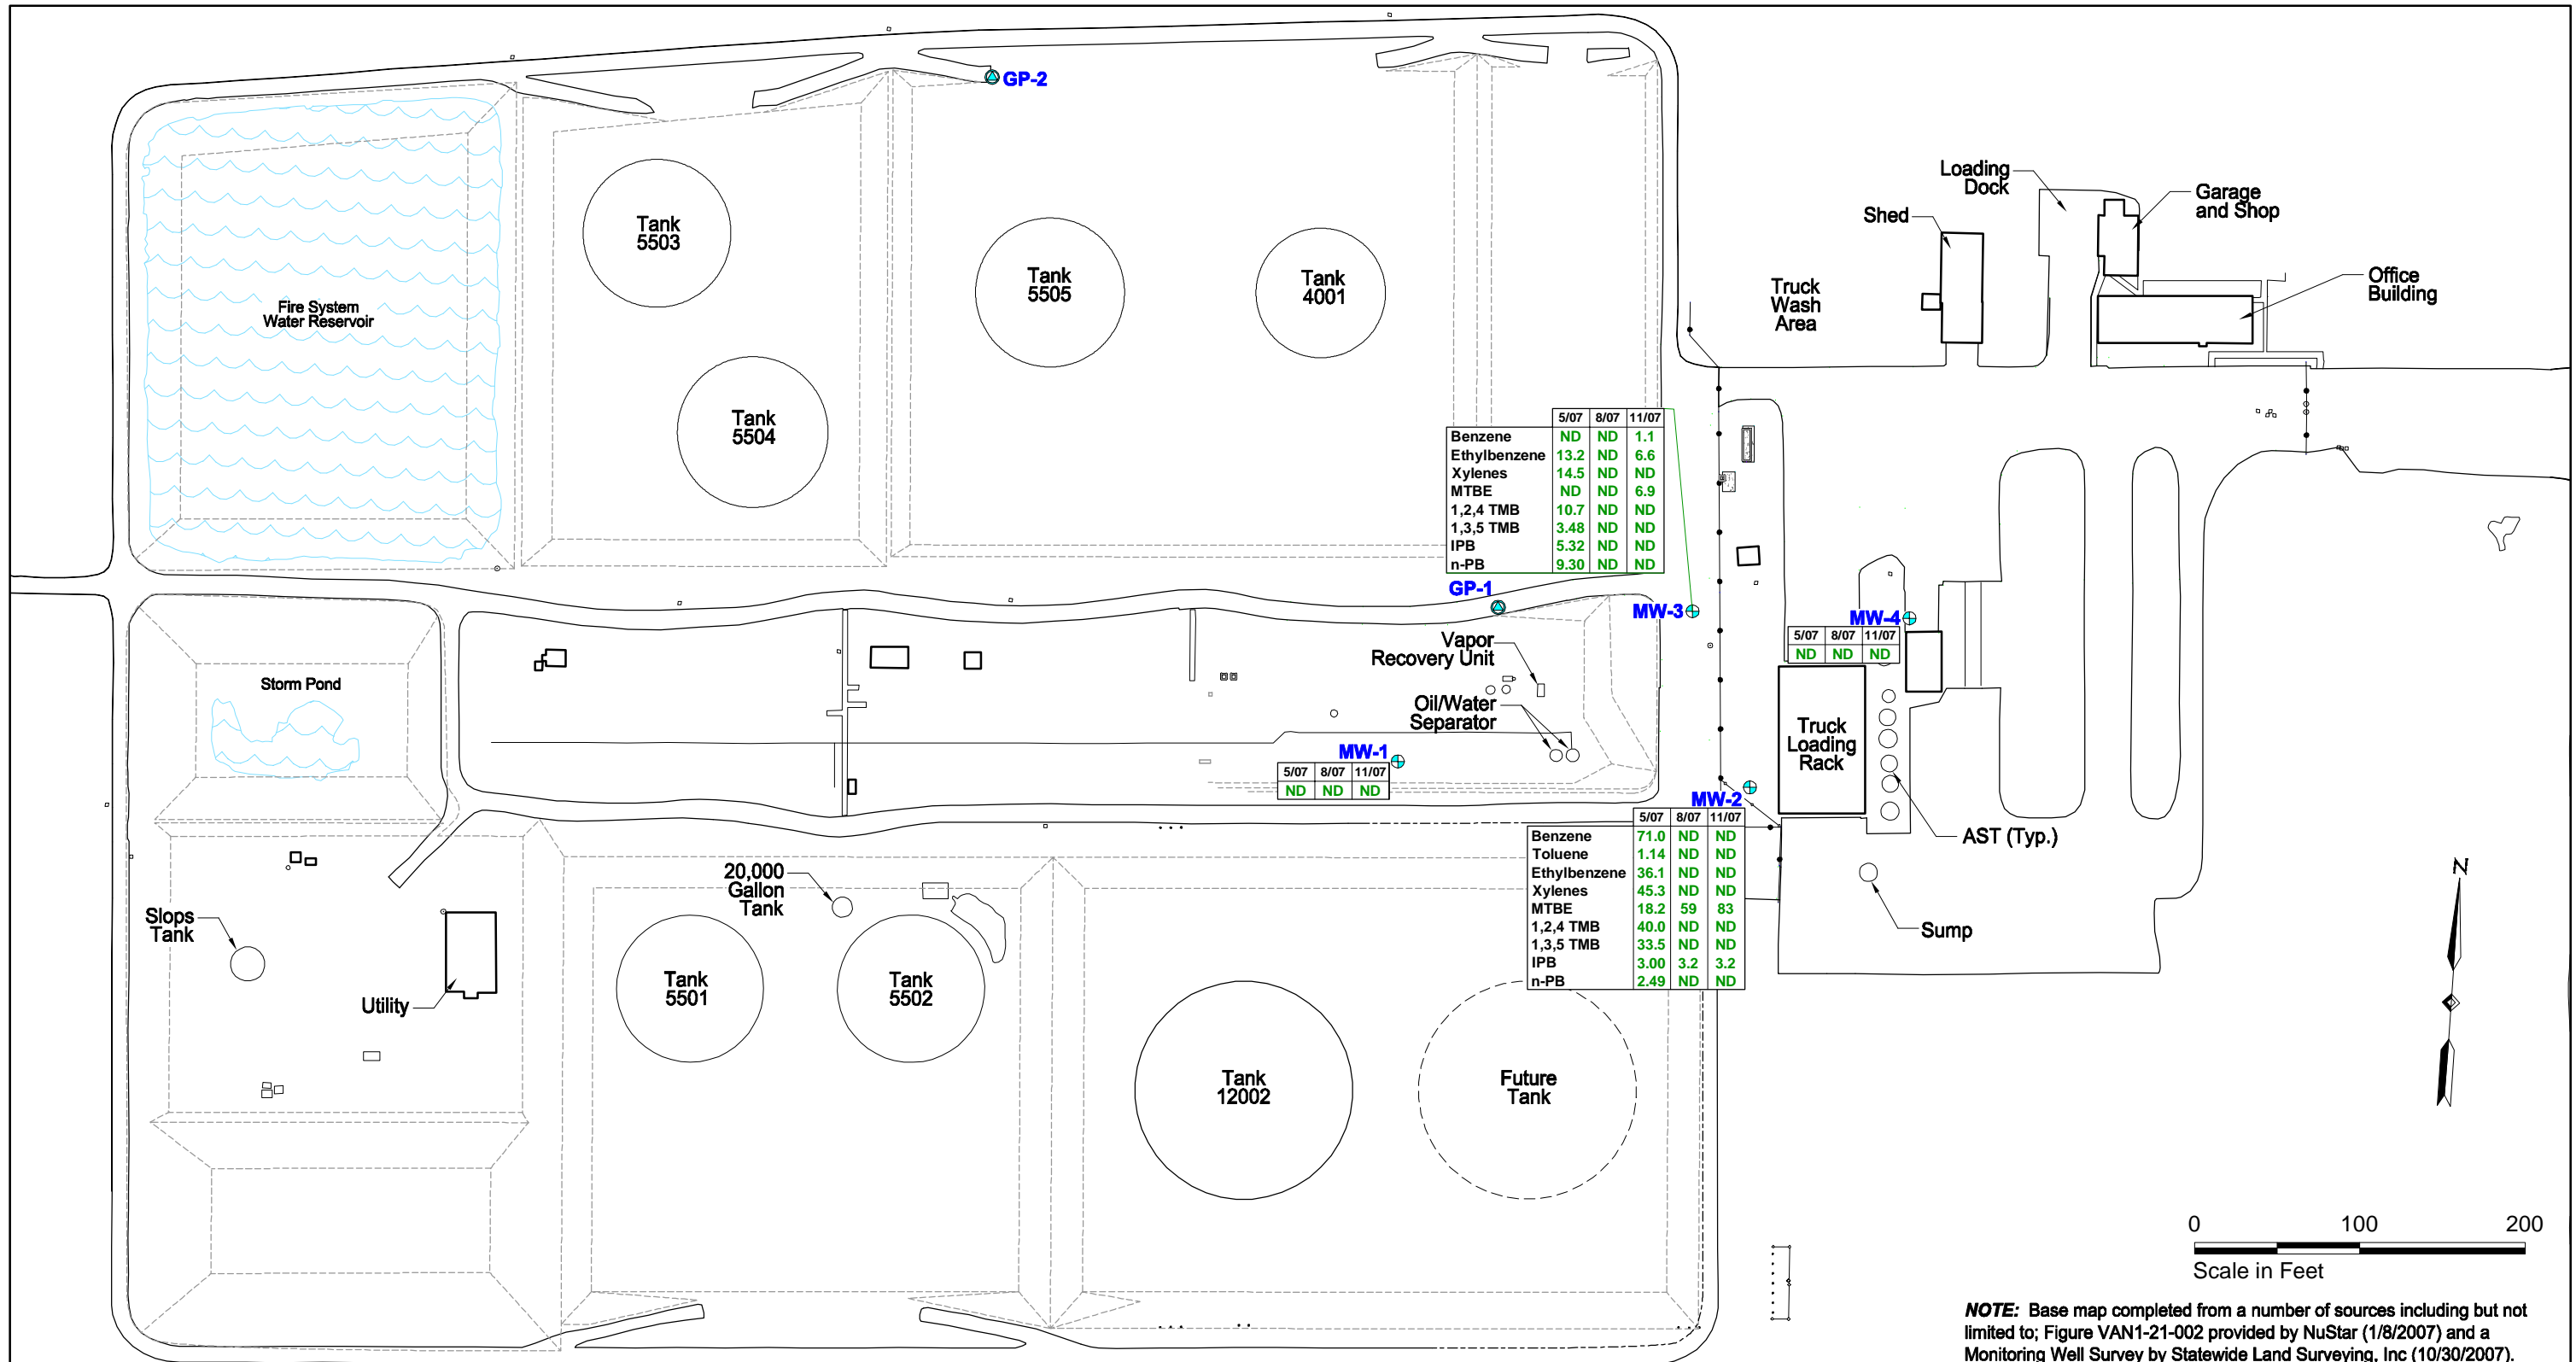 GP-2
Loading
Dock
Garage
and Shop
Shed
Tank
5503
Tank
5505
Tank
4001
Truck
Wash
Area
Office
Building
Fire System
Water Reservoir
Tank
5504
5/07 8/07 11/07
Benzene ND ND 1.1
Ethylbenzene 13.2 ND 6.6
Xylenes 14.5 ND ND
MTBE ND ND 6.9
1,2,4 TMB 10.7 ND ND
1,3,5 TMB 3.48 ND ND
IPB 5.32 ND ND
n-PB 9.30 ND ND
GP-1
MW-3
MW-4
5/07 8/07 11/07
ND ND ND
Vapor
Recovery Unit
Storm Pond
Oil/Water
Separator
Truck
Loading
Rack
MW-1
5/07 8/07 11/07
ND ND ND
MW-2
5/07 8/07 11/07
Benzene 71.0 ND ND
Toluene 1.14 ND ND
Ethylbenzene 36.1 ND ND
Xylenes 45.3 ND ND
MTBE 18.2 59 83
1,2,4 TMB 40.0 ND ND
1,3,5 TMB 33.5 ND ND
IPB 3.00 3.2 3.2
n-PB 2.49 ND ND
AST (Typ.)
N
20,000
Gallon
Tank
Slops
Tank
Sump
Utility
Tank
5501
Tank
5502
Tank
12002
Future
Tank
0 100 200
Scale in Feet
NOTE: Base map completed from a number of sources including but not
limited to; Figure VAN1-21-002 provided by NuStar (1/8/2007) and a
Monitoring Well Survey by Statewide Land Surveying, Inc (10/30/2007).